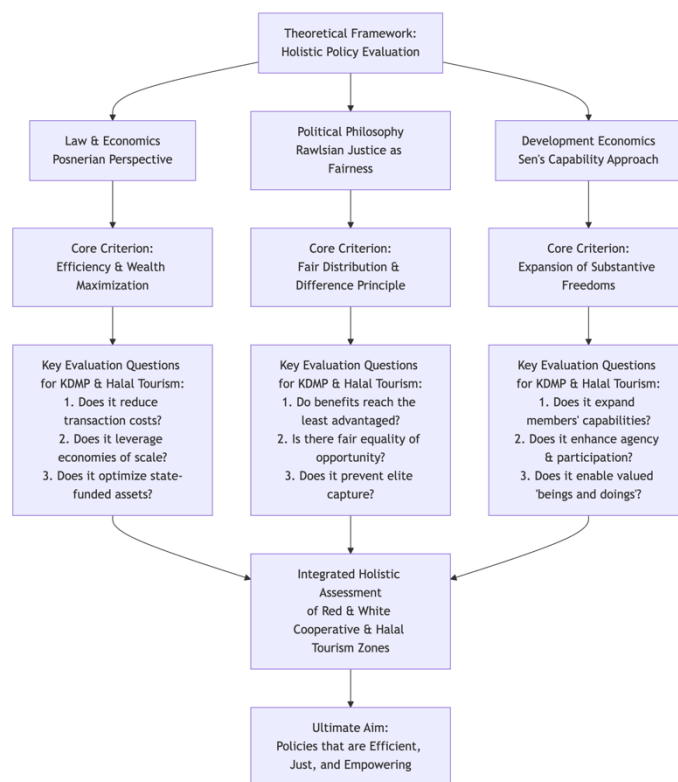 Theoretical Framework:
Holistic Policy Evaluation
Law & Economics
Posnerian Perspective
Political Philosophy
Rawlsian Justice as
Fairness
Development Economics
Sen's Capability Approach
Core Criterion:
Efficiency & Wealth
Maximization
Core Criterion:
Fair Distribution &
Difference Principle
Core Criterion:
Expansion of Substantive
Freedoms
Key Evaluation Questions
for KDMP & Halal Tourism:
1. Does it reduce
transaction costs?
2. Does it leverage
economies of scale?
3. Does it optimize state-
funded assets?
Key Evaluation Questions
for KDMP & Halal Tourism:
1. Do benefits reach the
least advantaged?
2. Is there fair equality of
opportunity?
3. Does it prevent elite
capture?
Key Evaluation Questions
for KDMP & Halal Tourism:
1. Does it expand
members' capabilities?
2. Does it enhance agency
& participation?
3. Does it enable valued
'beings and doings'?
Integrated Holistic
Assessment
of Red & White
Cooperative & Halal
Tourism Zones
Ultimate Aim:
Policies that are Efficient,
Just, and Empowering